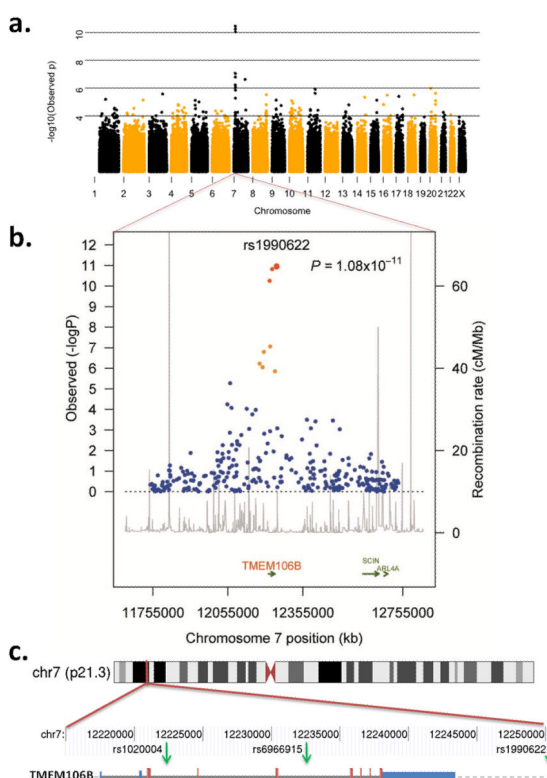 a.
-log10(Observed p)
10
8
6
4
1 2 3 4 5 6 7 8 9 10 11 12 13 14 15 16 17 18 19 20 21 22 X
Chromosome
b.
rs1990622
P = 1.08x10⁻¹¹
Observed (-logP)
12
11
10
9
8
7
6
5
4
3
2
1
0
Recombination rate (cM/Mb)
60
40
20
0
TMEM106B
SCIN
ARL4A
11755000 12055000 12355000 12755000
Chromosome 7 position (kb)
c.
chr7 (p21.3)
chr7: 12220000 12225000 12230000 12235000 12240000 12245000 12250000
rs1020004 rs6966915 rs1990622
TMEM106B